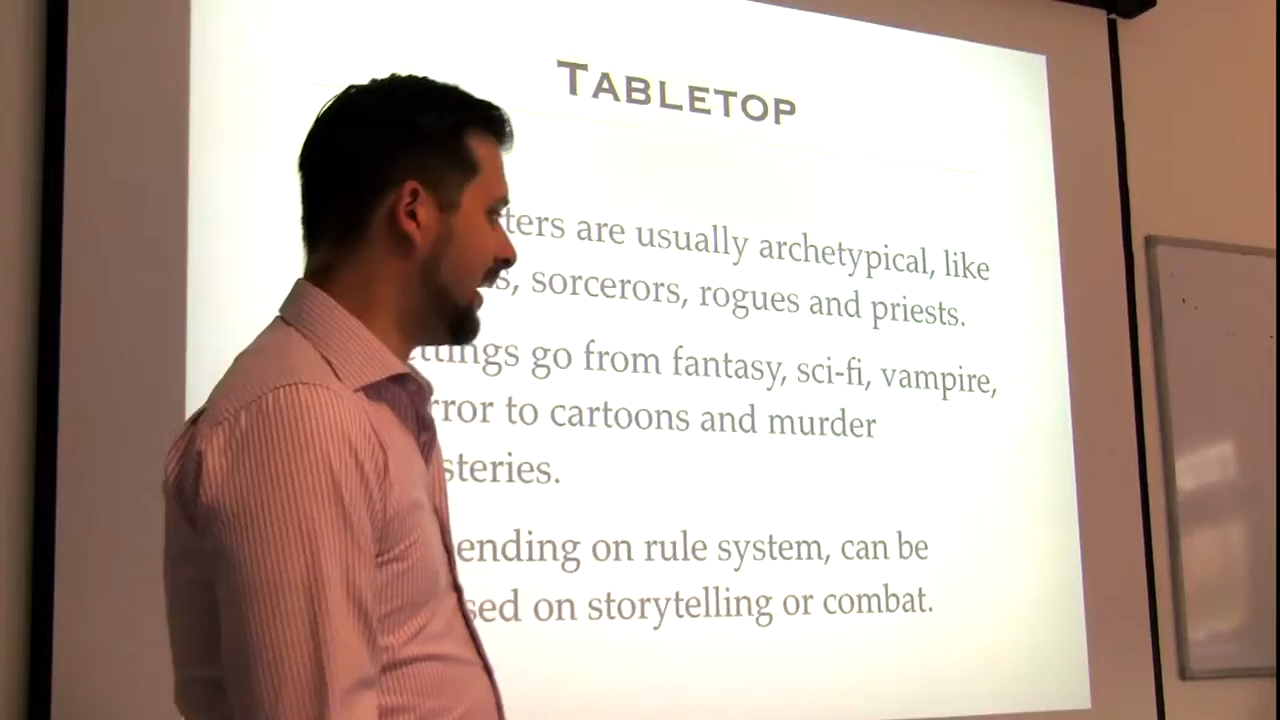 TABLETOP
ters are usually archetypical, like
s, sorcerors, rogues and priests.
ttings go from fantasy, sci-fi, vampire,
rror to cartoons and murder
steries.
ending on rule system, can be
sed on storytelling or combat.